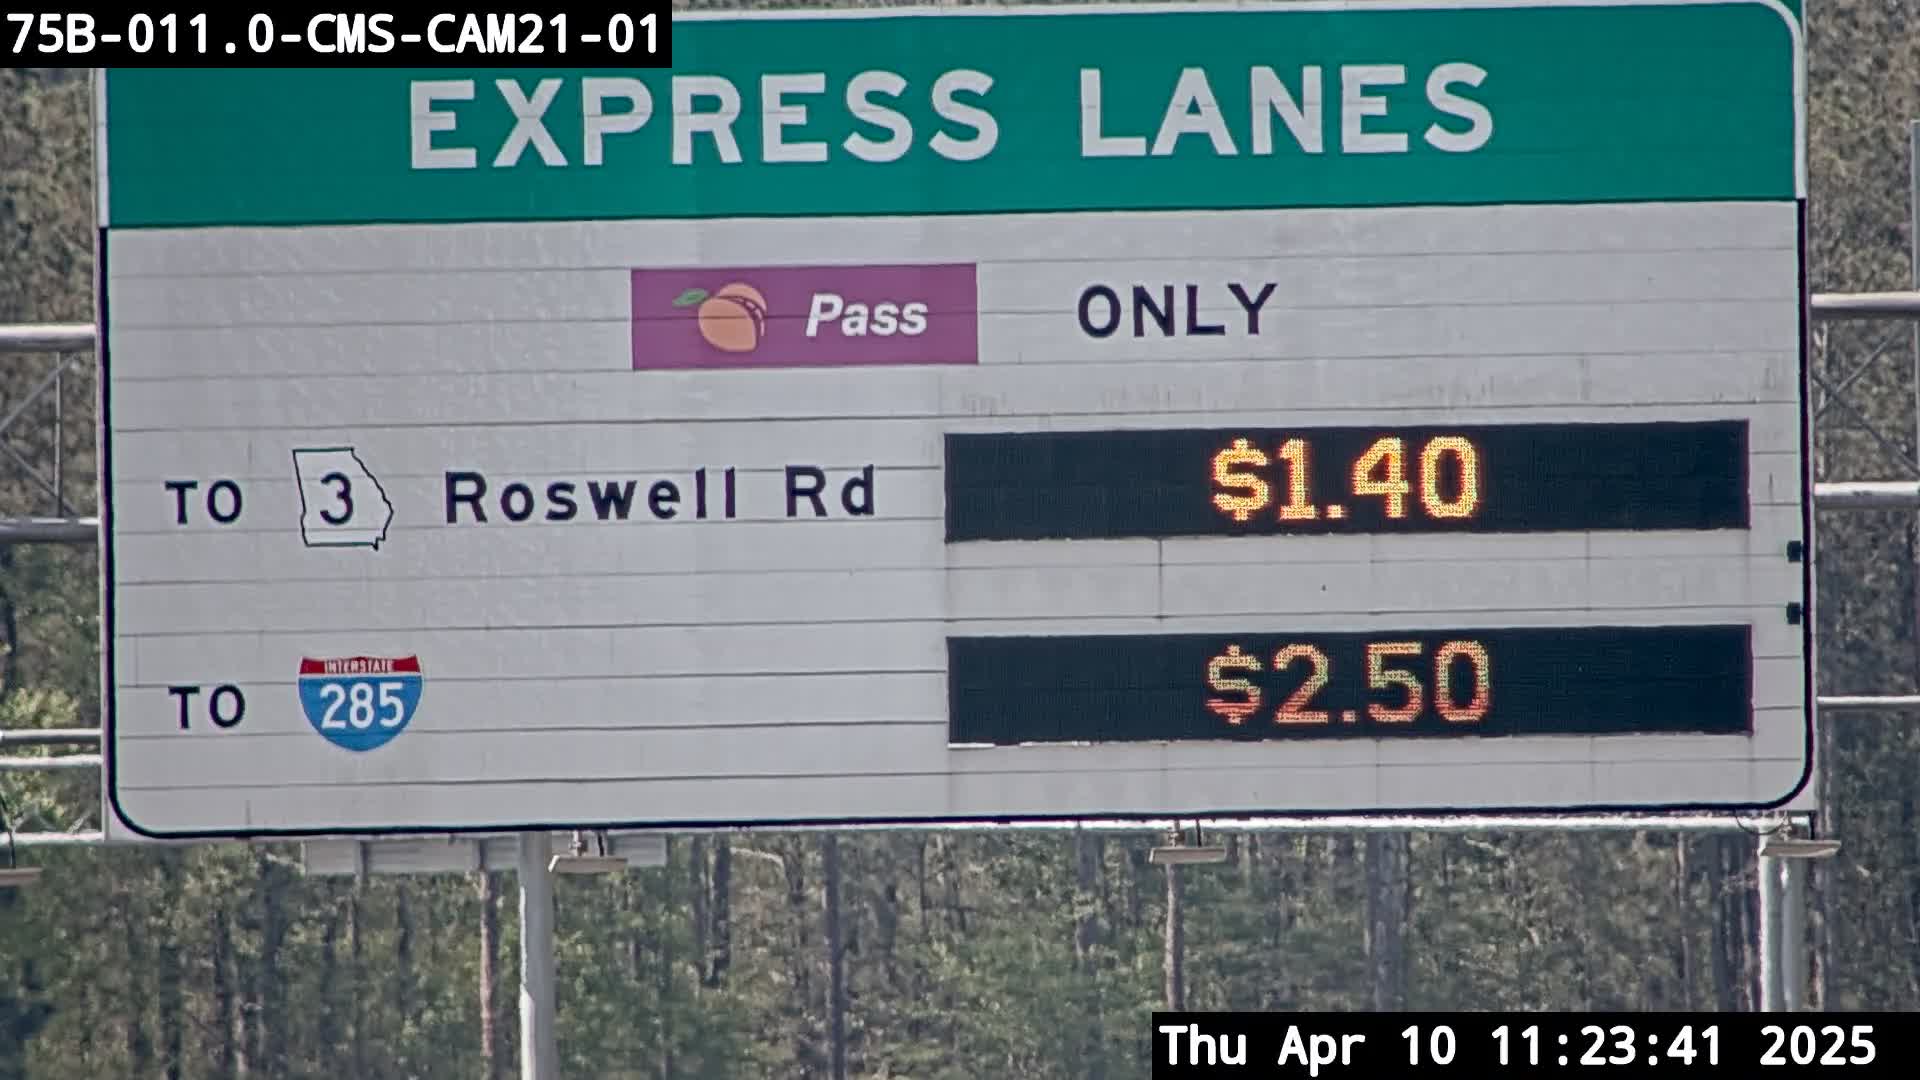 75B-011.0-CMS-CAM21-01
EXPRESS LANES
Pass ONLY
TO 3 Roswell Rd $1.40
INTERSTATE
TO 285 $2.50
Thu Apr 10 11:23:41 2025